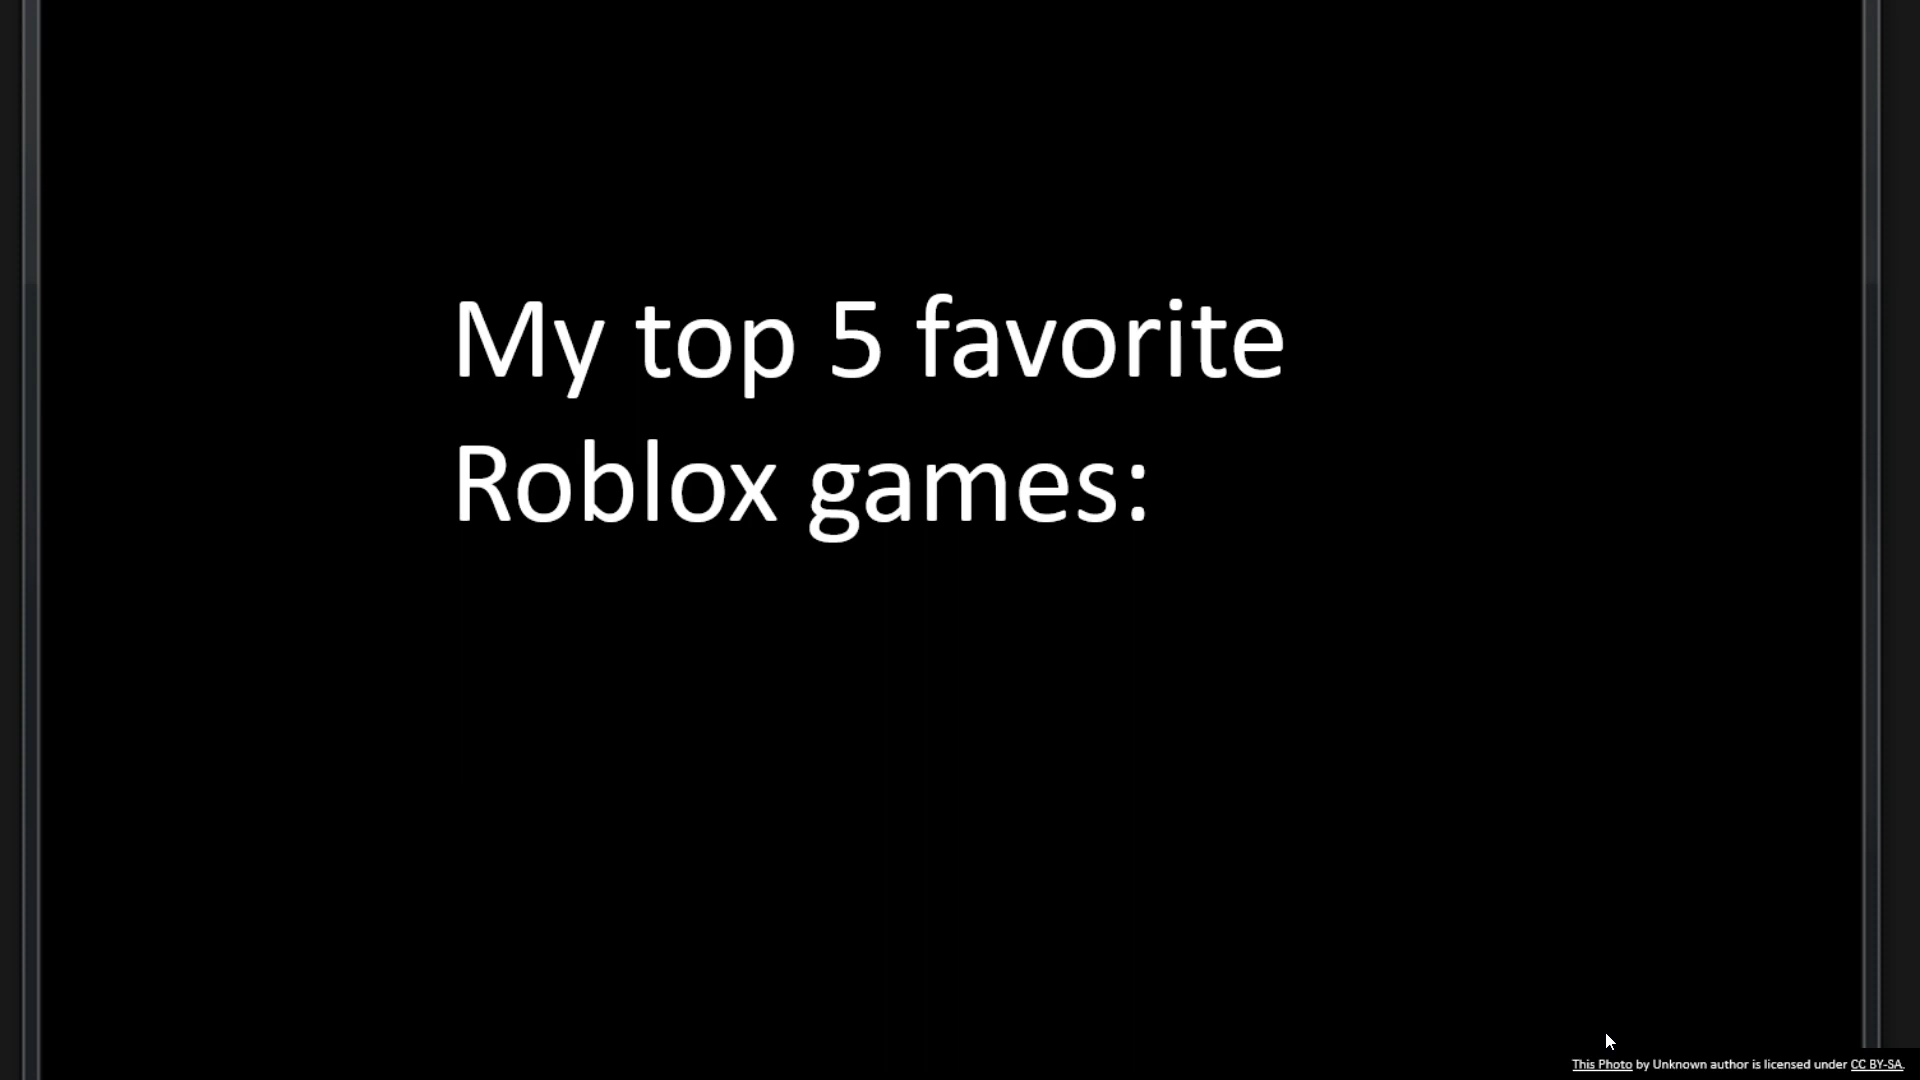 My top 5 favorite
Roblox games:
This Photo by Unknown author is licensed under CC BY-SA.